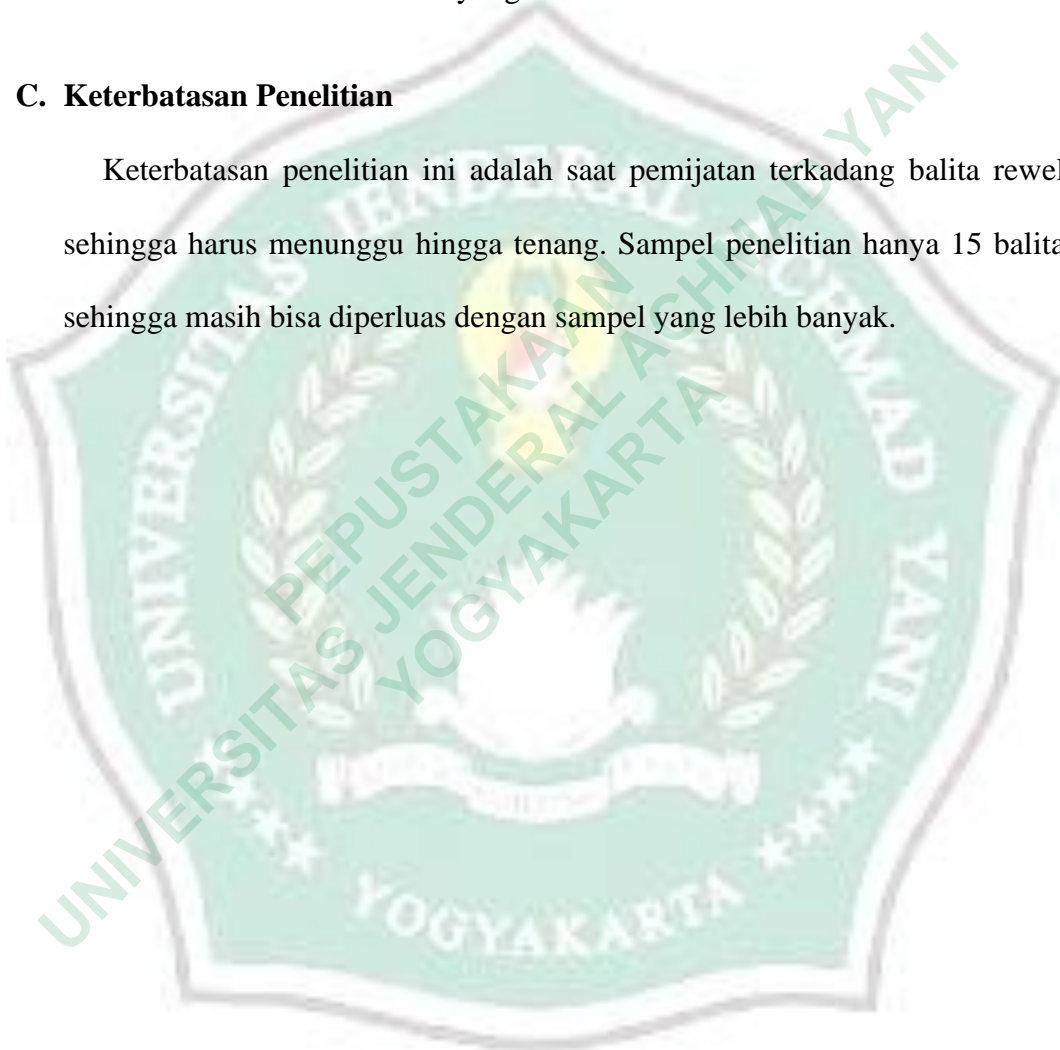 C. Keterbatasan Penelitian
Keterbatasan penelitian ini adalah saat pemijatan terkadang balita rewel
sehingga harus menunggu hingga tenang. Sampel penelitian hanya 15 balita
sehingga masih bisa diperluas dengan sampel yang lebih banyak.
UNIVERSITAS JENDERAL ACHMAD YANI
YOGYAKARTA
PEPUSTAKAAN
UNIVERSITAS JENDERAL ACHMAD YANI
YOGYAKARTA